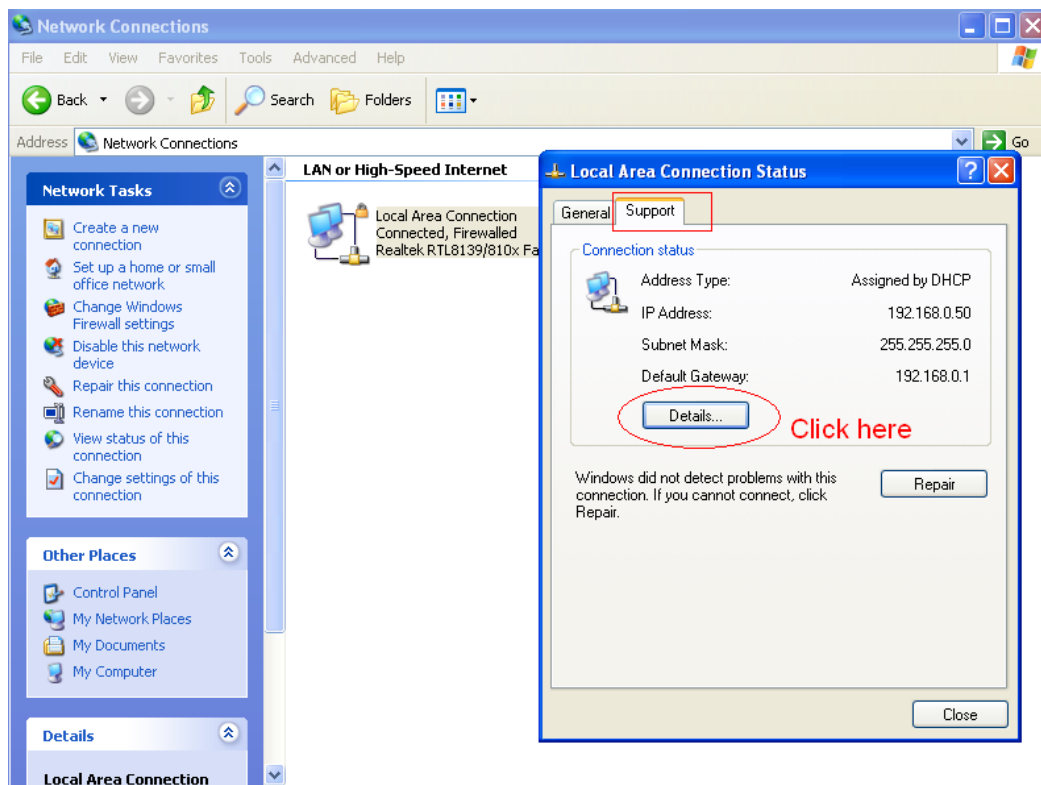 Network Connections
File Edit View Favorites Tools Advanced Help
Back Search Folders
Address Network Connections Go
Network Tasks
Create a new
connection
Set up a home or small
office network
Change Windows
Firewall settings
Disable this network
device
Repair this connection
Rename this connection
View status of this
connection
Change settings of this
connection
Other Places
Control Panel
My Network Places
My Documents
My Computer
Details
Local Area Connection
LAN or High-Speed Internet
Local Area Connection
Connected, Firewalled
Realtek RTL8139/810x Fa
Local Area Connection Status
General Support
Connection status
Address Type: Assigned by DHCP
IP Address: 192.168.0.50
Subnet Mask: 255.255.255.0
Default Gateway: 192.168.0.1
Details...
Click here
Windows did not detect problems with this
connection. If you cannot connect, click
Repair.
Repair
Close